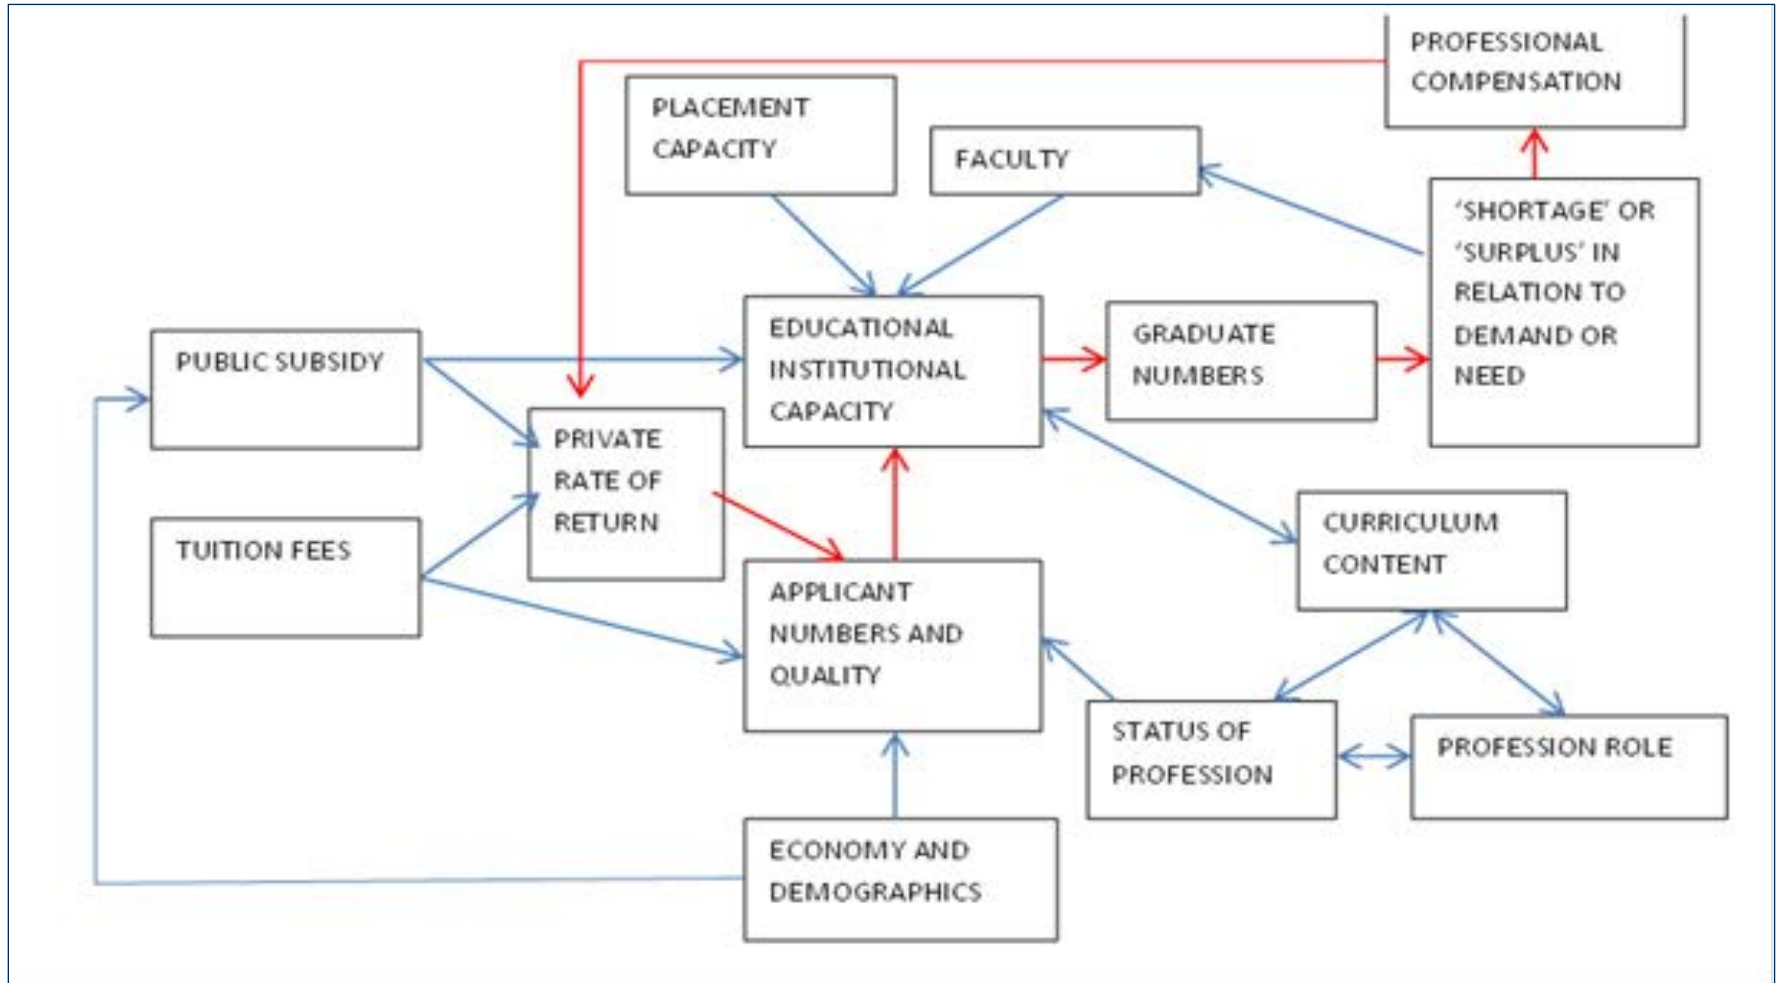 PROFESSIONAL
COMPENSATION
PLACEMENT
CAPACITY
FACULTY
‘SHORTAGE’ OR
‘SURPLUS’ IN
RELATION TO
DEMAND OR
NEED
EDUCATIONAL
INSTITUTIONAL
CAPACITY
GRADUATE
NUMBERS
PUBLIC SUBSIDY
PRIVATE
RATE OF
RETURN
TUITION FEES
CURRICULUM
CONTENT
APPLICANT
NUMBERS AND
QUALITY
STATUS OF
PROFESSION
PROFESSION ROLE
ECONOMY AND
DEMOGRAPHICS